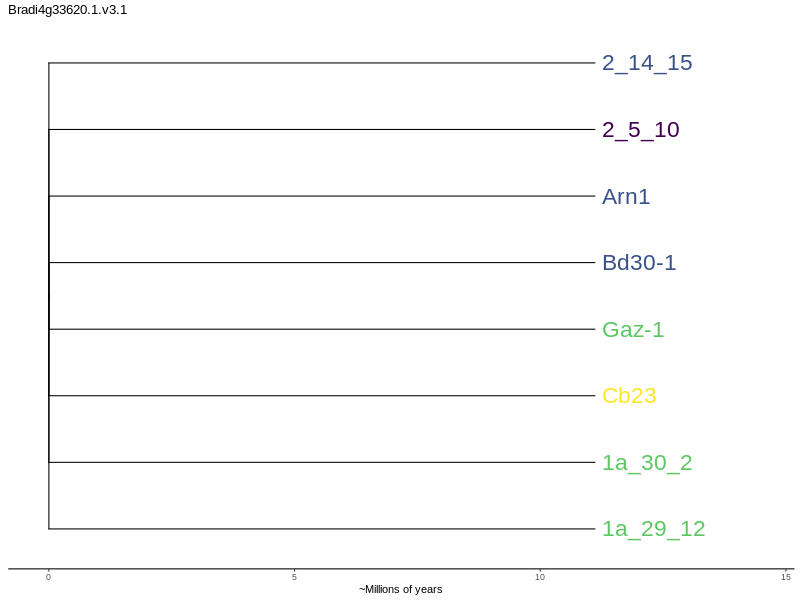 Bradi4g33620.1.v3.1
2_14_15
2_5_10
Arn1
Bd30-1
Gaz-1
Cb23
1a_30_2
1a_29_12
0 5 10 15
~Millions of years